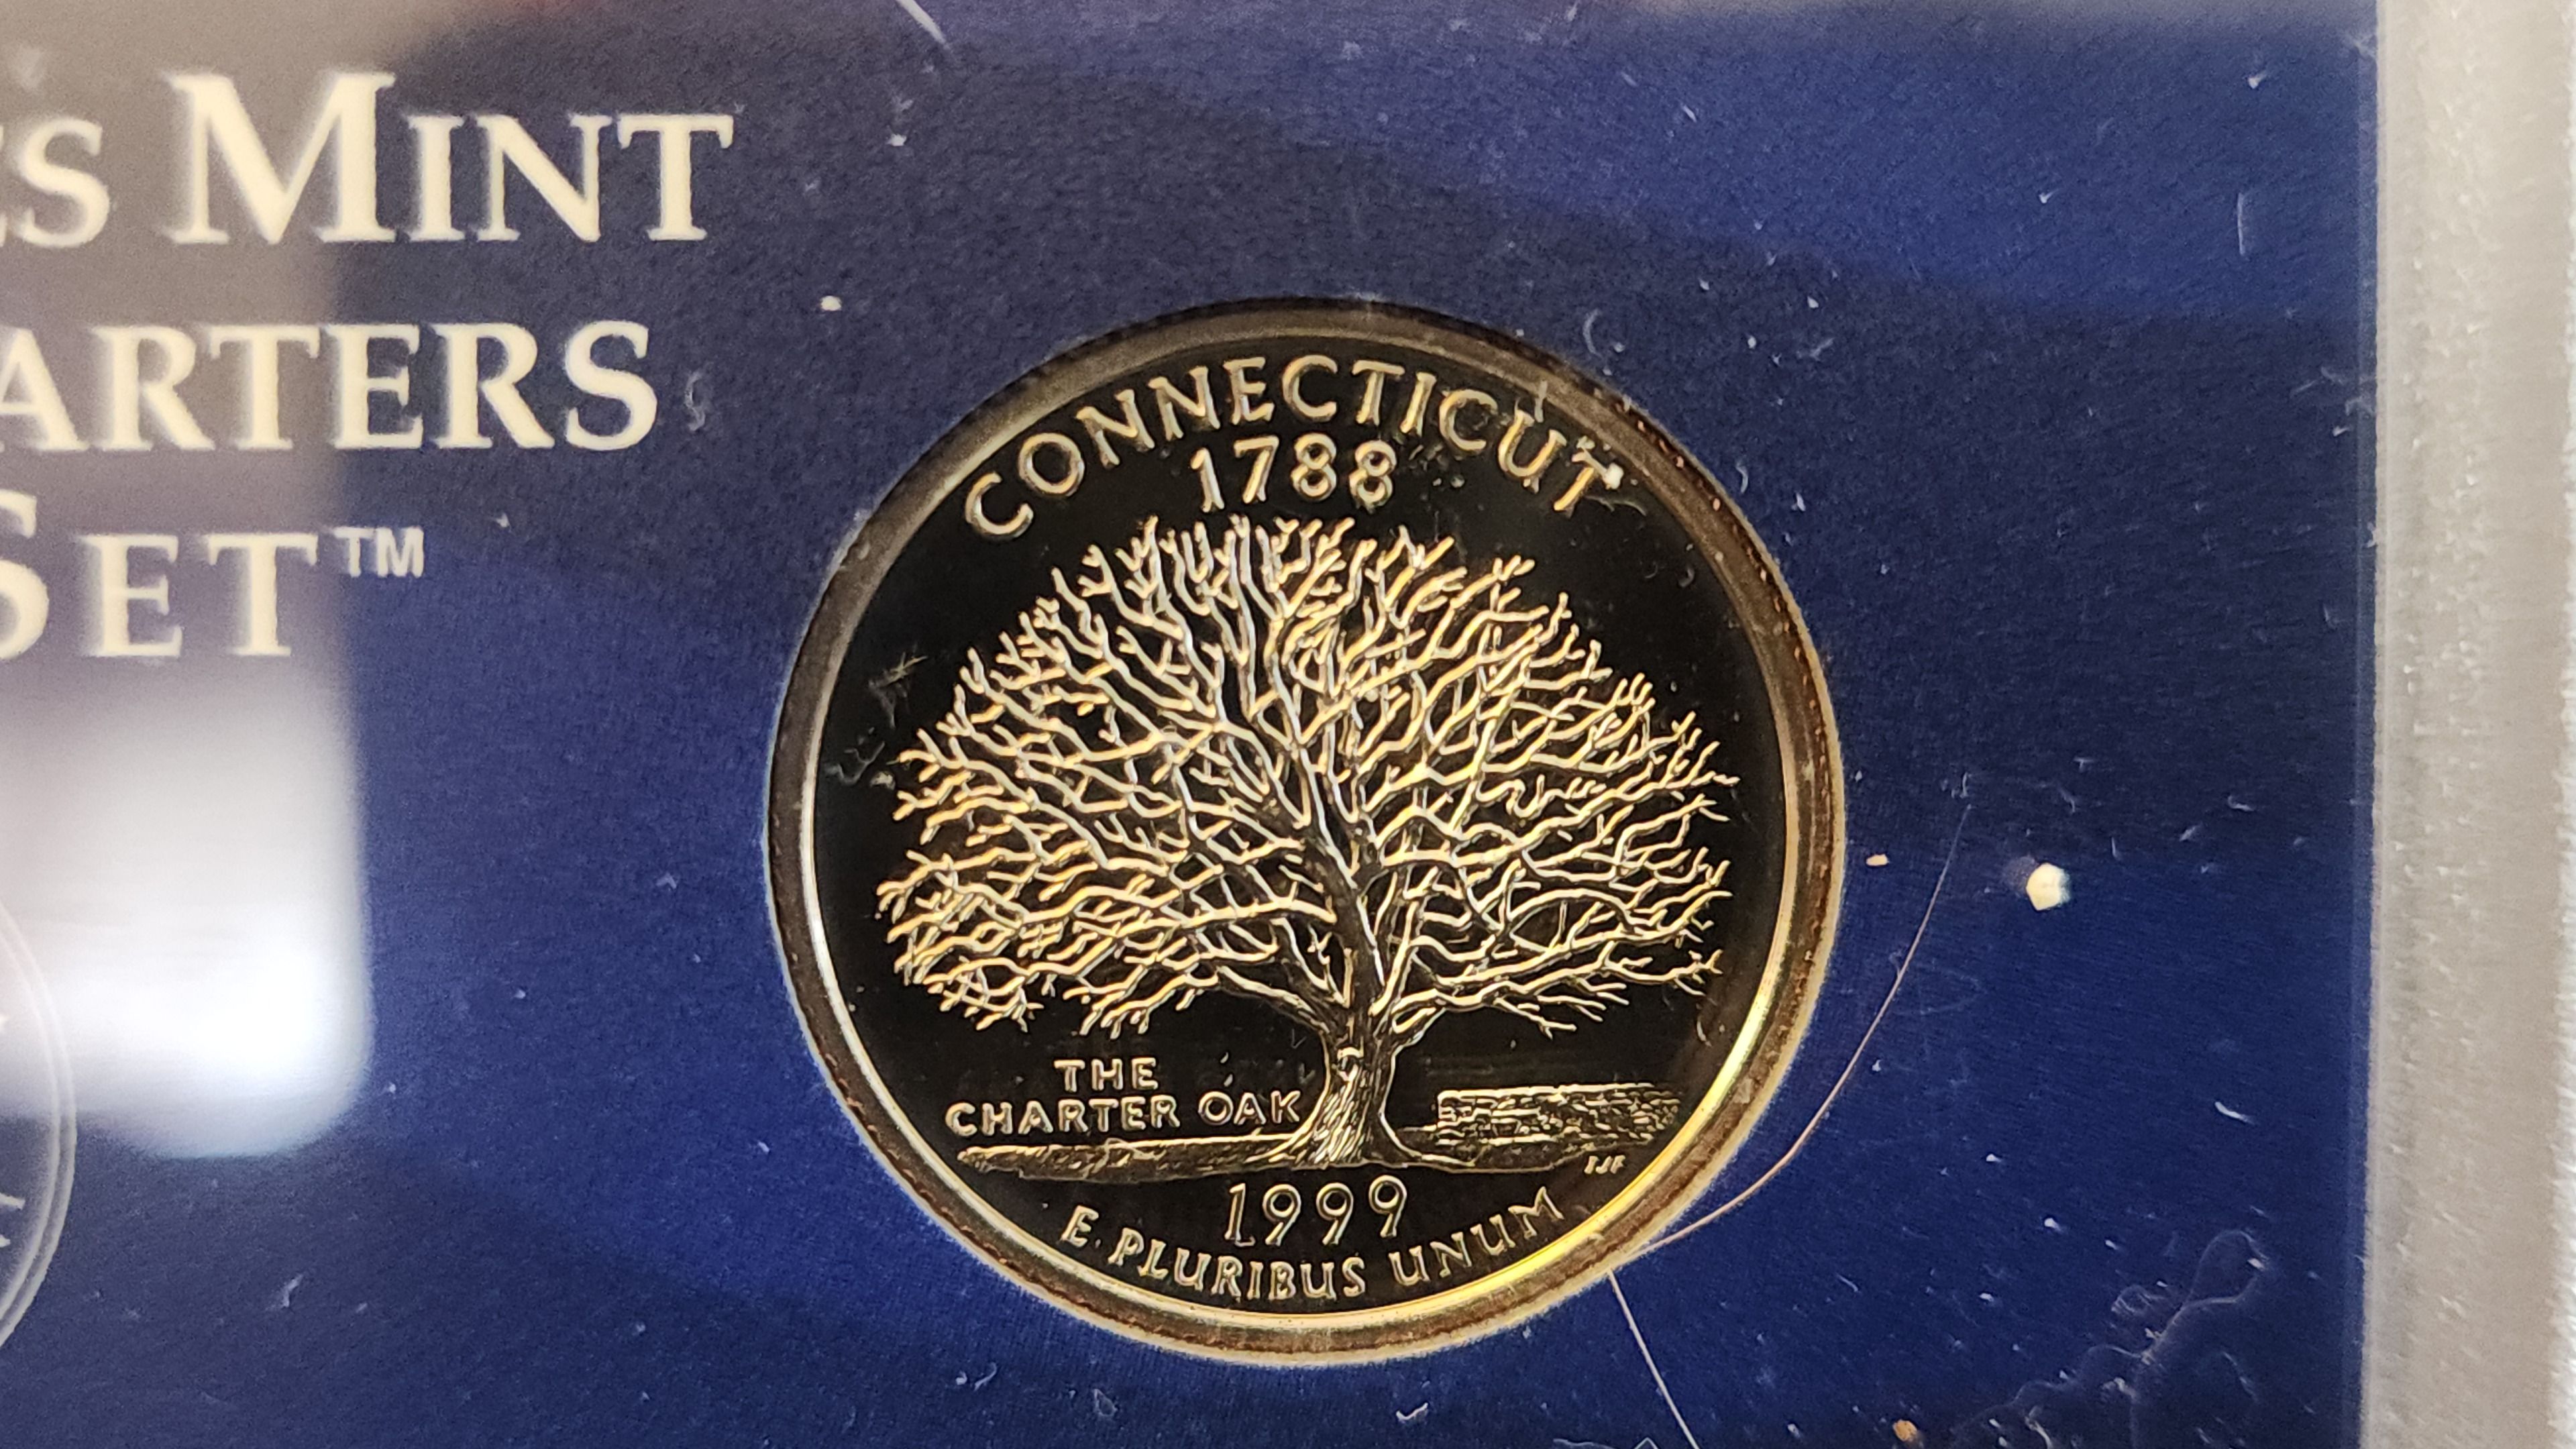 ES MINT
ARTERS
SET™
CONNECTICUT
1788
THE
CHARTER OAK
TJF
1999
E PLURIBUS UNUM